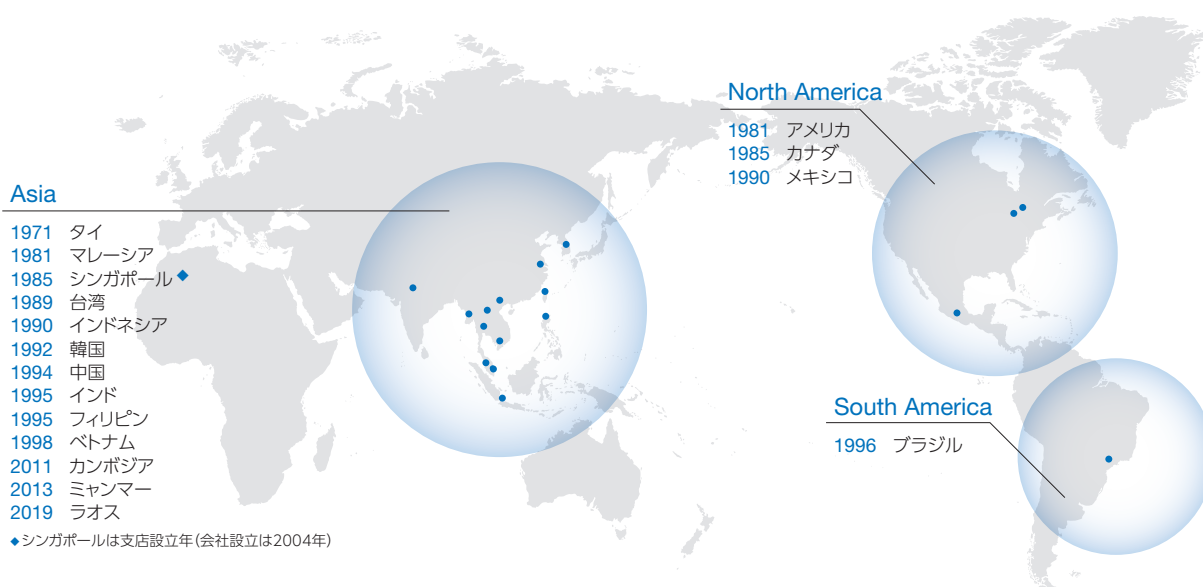 Asia
1971 タイ
1981 マレーシア
1985 シンガポール◆
1989 台湾
1990 インドネシア
1992 韓国
1994 中国
1995 インド
1995 フィリピン
1998 ベトナム
2011 カンボジア
2013 ミャンマー
2019 ラオス
◆シンガポールは支店設立年(会社設立は2004年)
North America
1981 アメリカ
1985 カナダ
1990 メキシコ
South America
1996 ブラジル